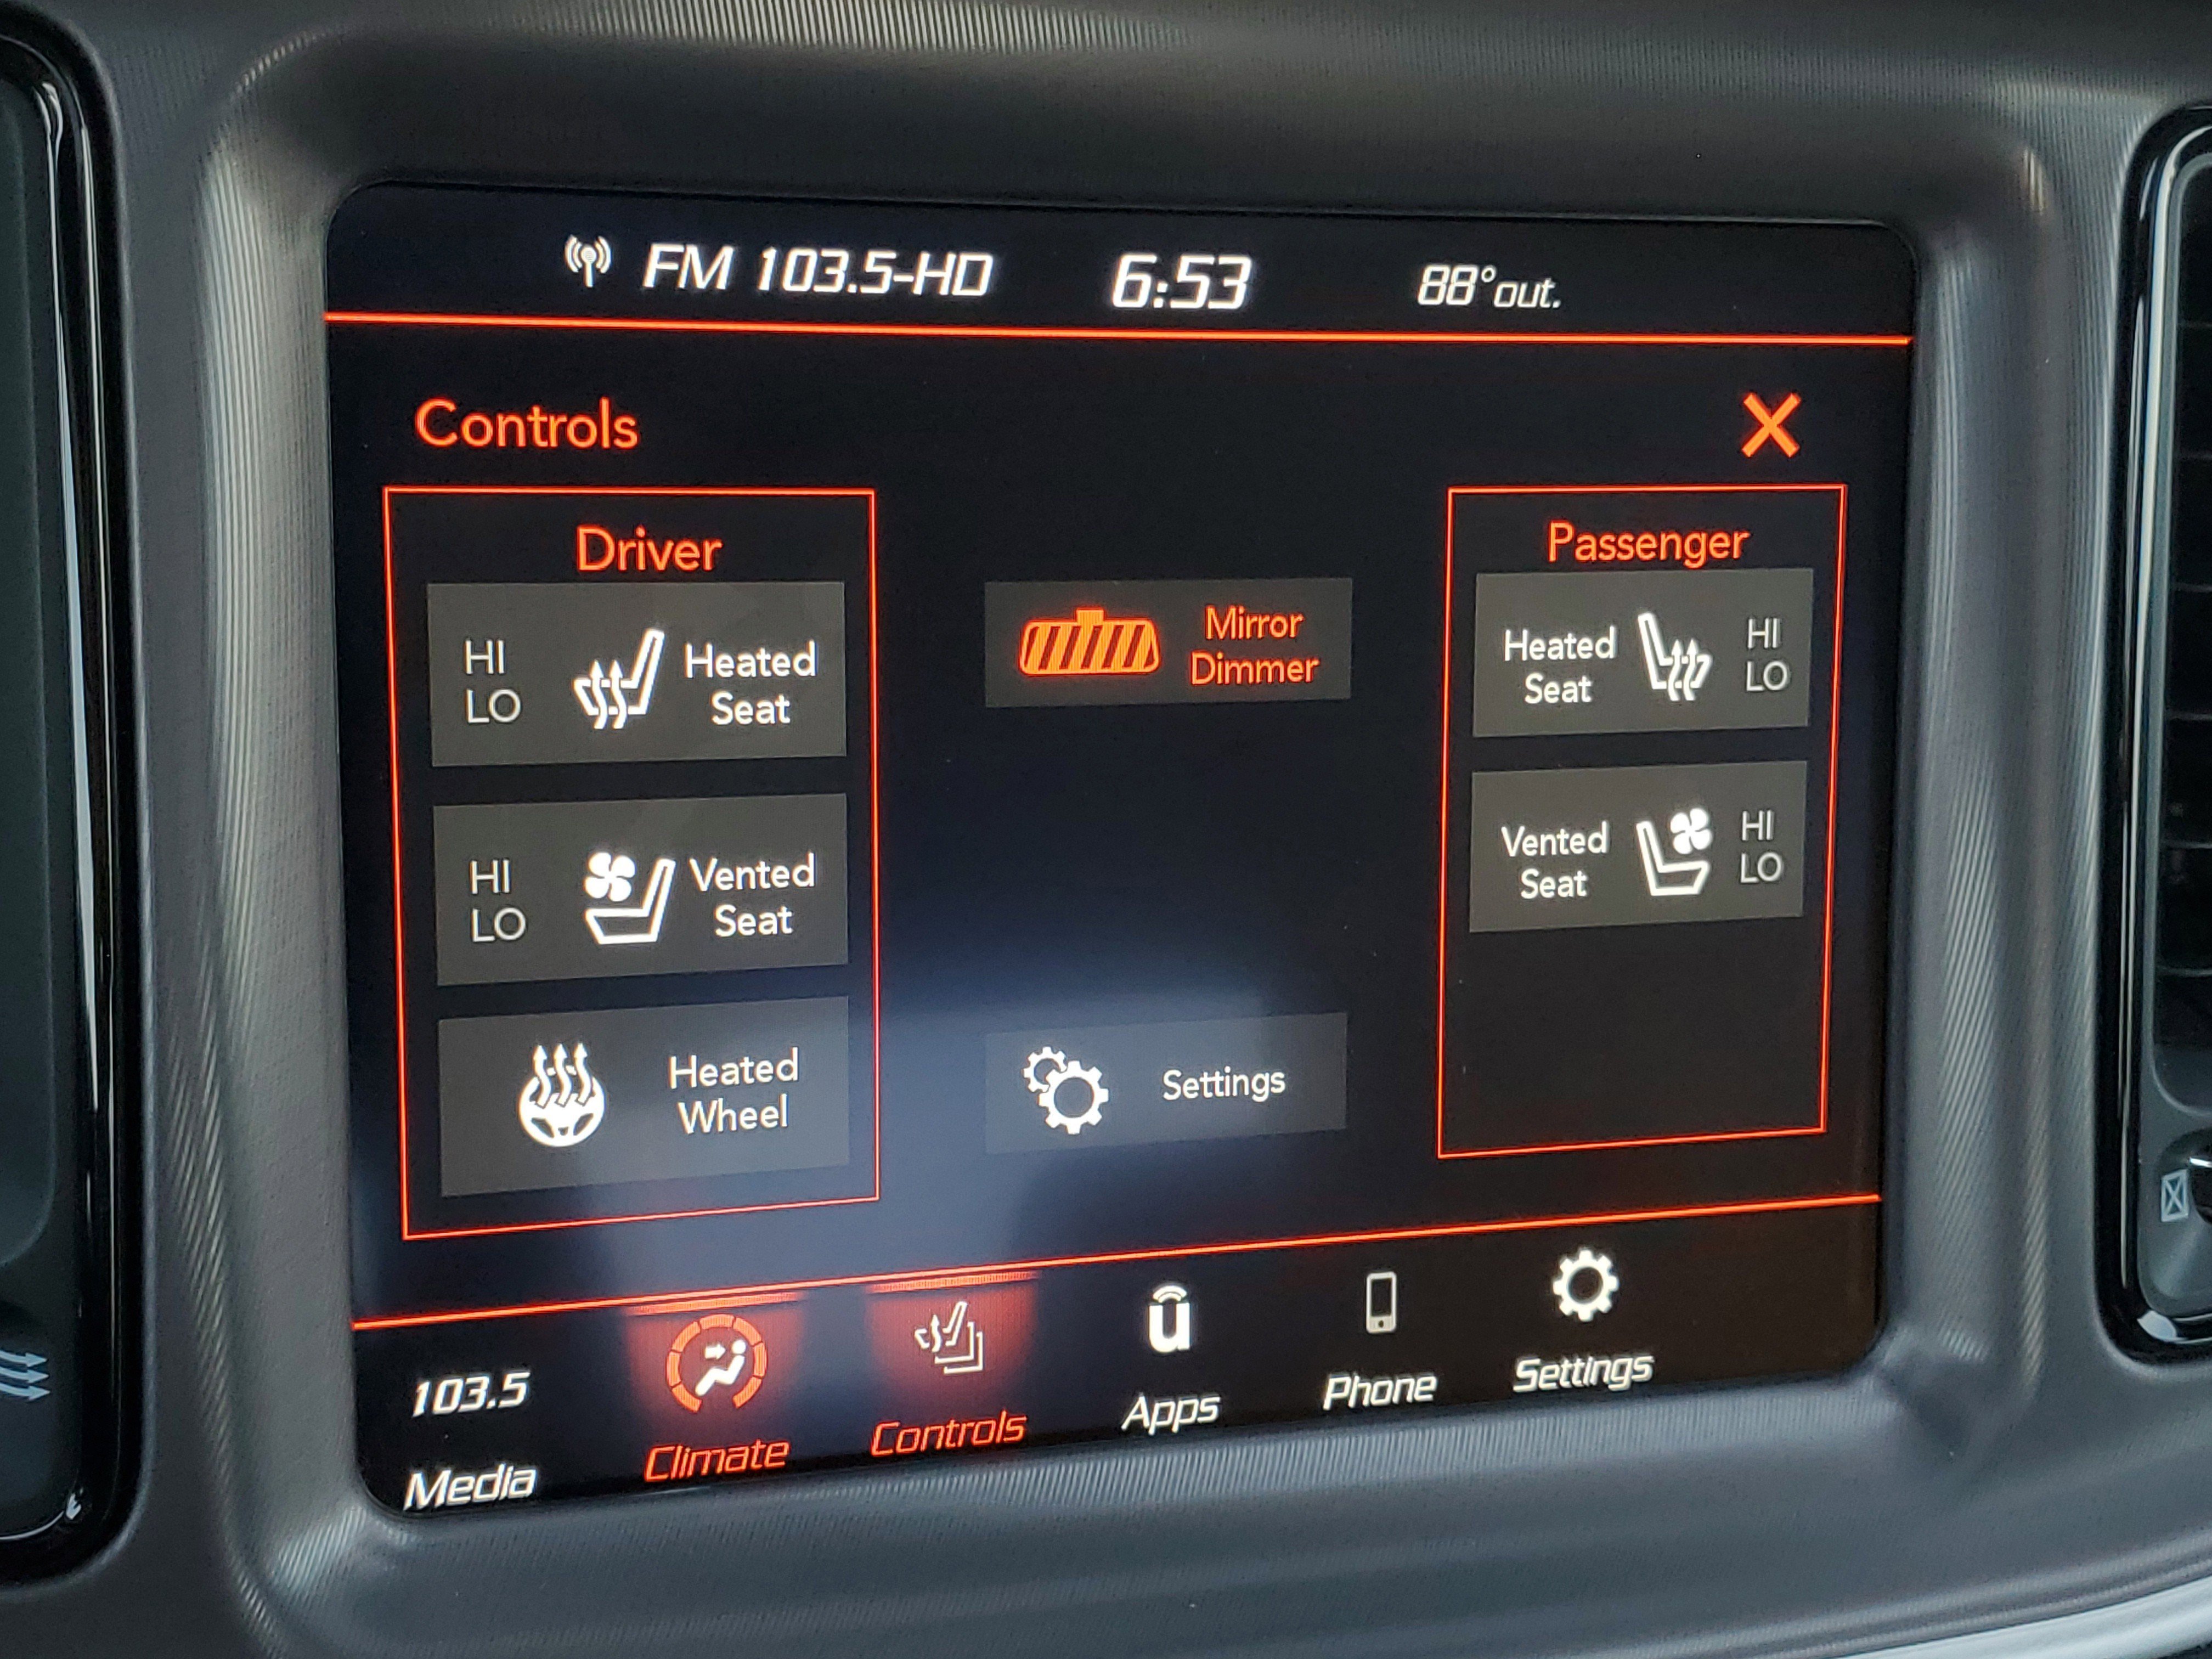 FM 103.5-HD 6:53 88°out.
Controls
Driver
HI
LO
Heated
Seat
HI
LO
Vented
Seat
Heated
Wheel
Mirror
Dimmer
Settings
Passenger
Heated
Seat
HI
LO
Vented
Seat
HI
LO
103.5
Media
Climate
Controls
u
Apps
Phone
Settings